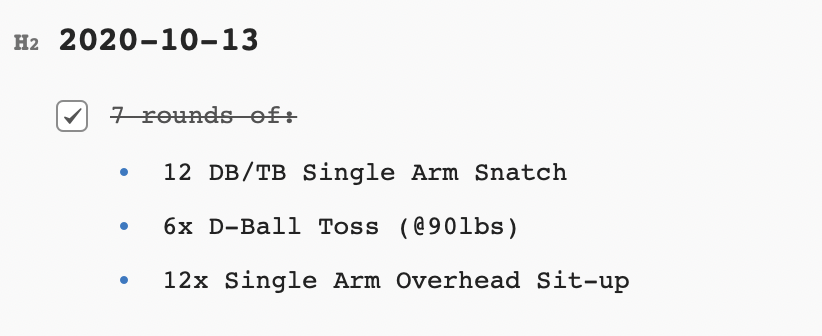 H2 2020-10-13
7 rounds of:
12 DB/TB Single Arm Snatch
6x D-Ball Toss (@90lbs)
12x Single Arm Overhead Sit-up